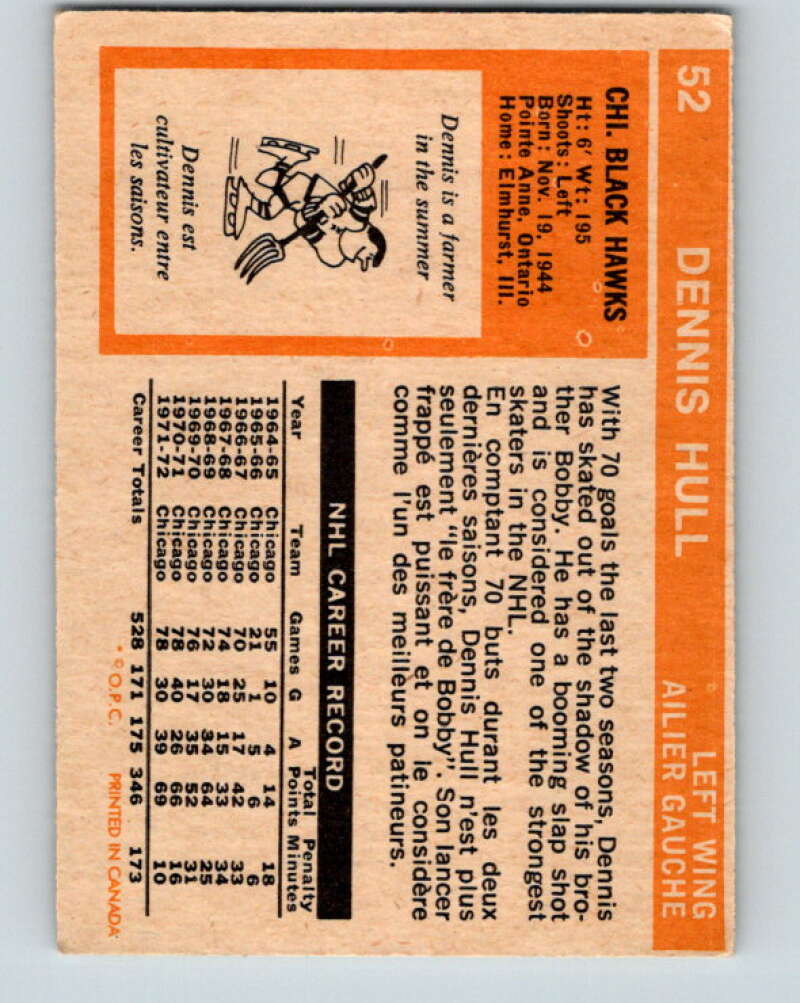 52
DENNIS HULL
LEFT WING
AILIER GAUCHE
CHI. BLACK HAWKS
Ht: 6' Wt: 195
Shoots: Left
Born: Nov. 19, 1944
Pointe Anne, Ontario
Home: Elmhurst, Ill.
Dennis is a farmer
in the summer
Dennis est
cultivateur entre
les saisons.
With 70 goals the last two seasons, Dennis
has skated out of the shadow of his bro-
ther Bobby. He has a booming slap shot
and is considered one of the strongest
skaters in the NHL.
En comptant 70 buts durant les deux
dernières saisons, Dennis Hull n'est plus
seulement "le frère de Bobby". Son lancer
frappé est puissant et on le considère
comme l'un des meilleurs patineurs.
NHL CAREER RECORD
Total Penalty
Year Team Games G A Points Minutes
1964-65 Chicago 55 10 4 14 18
1965-66 Chicago 21 1 5 6 6
1966-67 Chicago 70 25 17 42 33
1967-68 Chicago 74 18 15 33 34
1968-69 Chicago 72 30 34 64 25
1969-70 Chicago 76 17 35 52 31
1970-71 Chicago 78 40 26 66 16
1971-72 Chicago 78 30 39 69 10
Career Totals 528 171 175 346 173
* © O.P.C. PRINTED IN CANADA